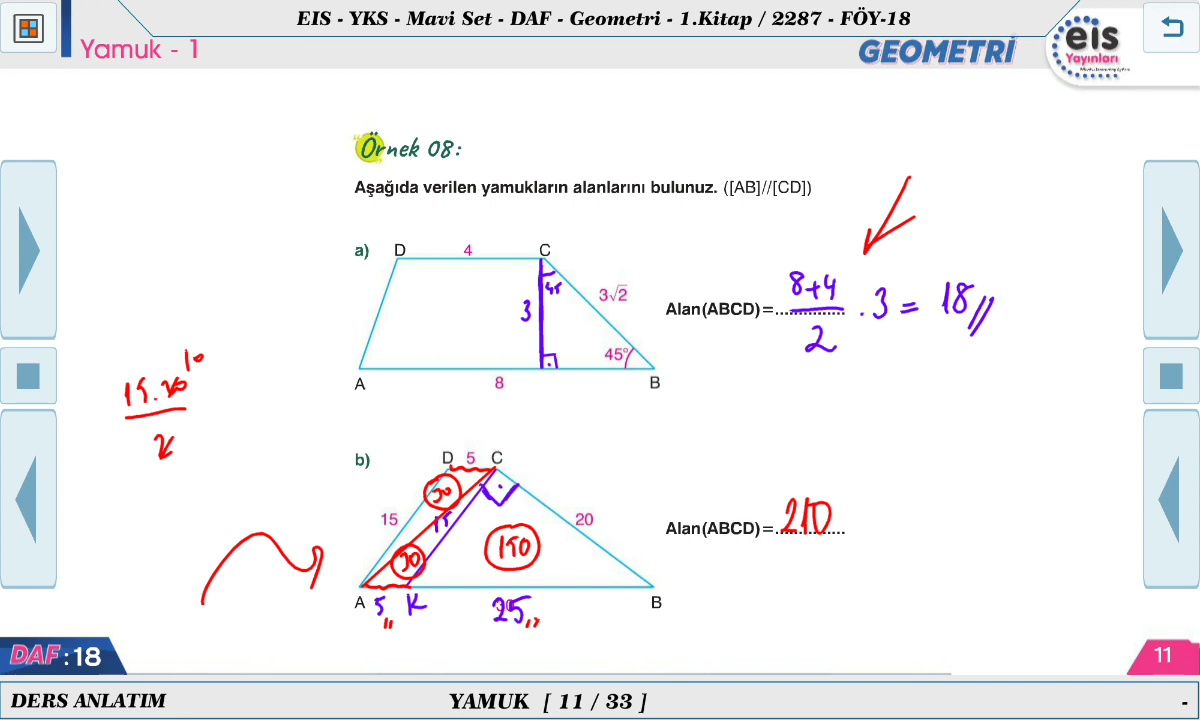 EIS - YKS - Mavi Set - DAF - Geometri - 1.Kitap / 2287 - FÖY-18
Yamuk - 1
GEOMETRİ
eis
Yayınları
Örnek 08:
Aşağıda verilen yamukların alanlarını bulunuz. ([AB]//[CD])
a)
D 4 C
45
3
3√2
45°
A 8 B
Alan(ABCD)=............... 8+4/2 . 3 = 18//
15.20 10
2
b)
D 5 C
30
15
15
20
150
30
A 5 K 25 B
Alan(ABCD)=............... 210
DAF:18
11
DERS ANLATIM
YAMUK [ 11 / 33 ]
-